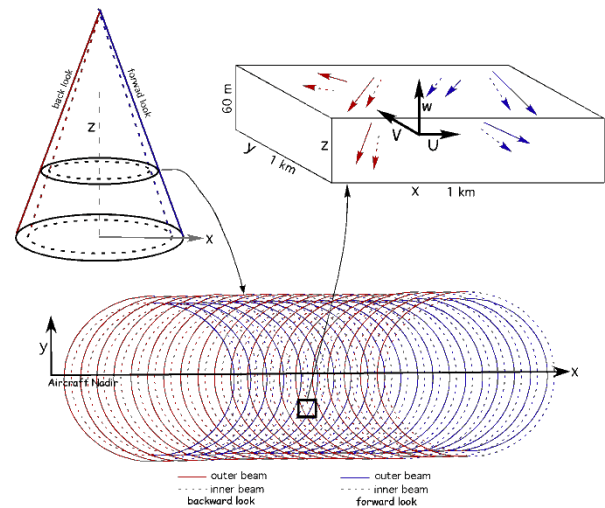 back look
forwad look
z
x
60 m
y
1 km
z
w
V
U
x
1 km
y
Aircraft Nadir
x
outer beam
inner beam
backward look
outer beam
inner beam
forward look